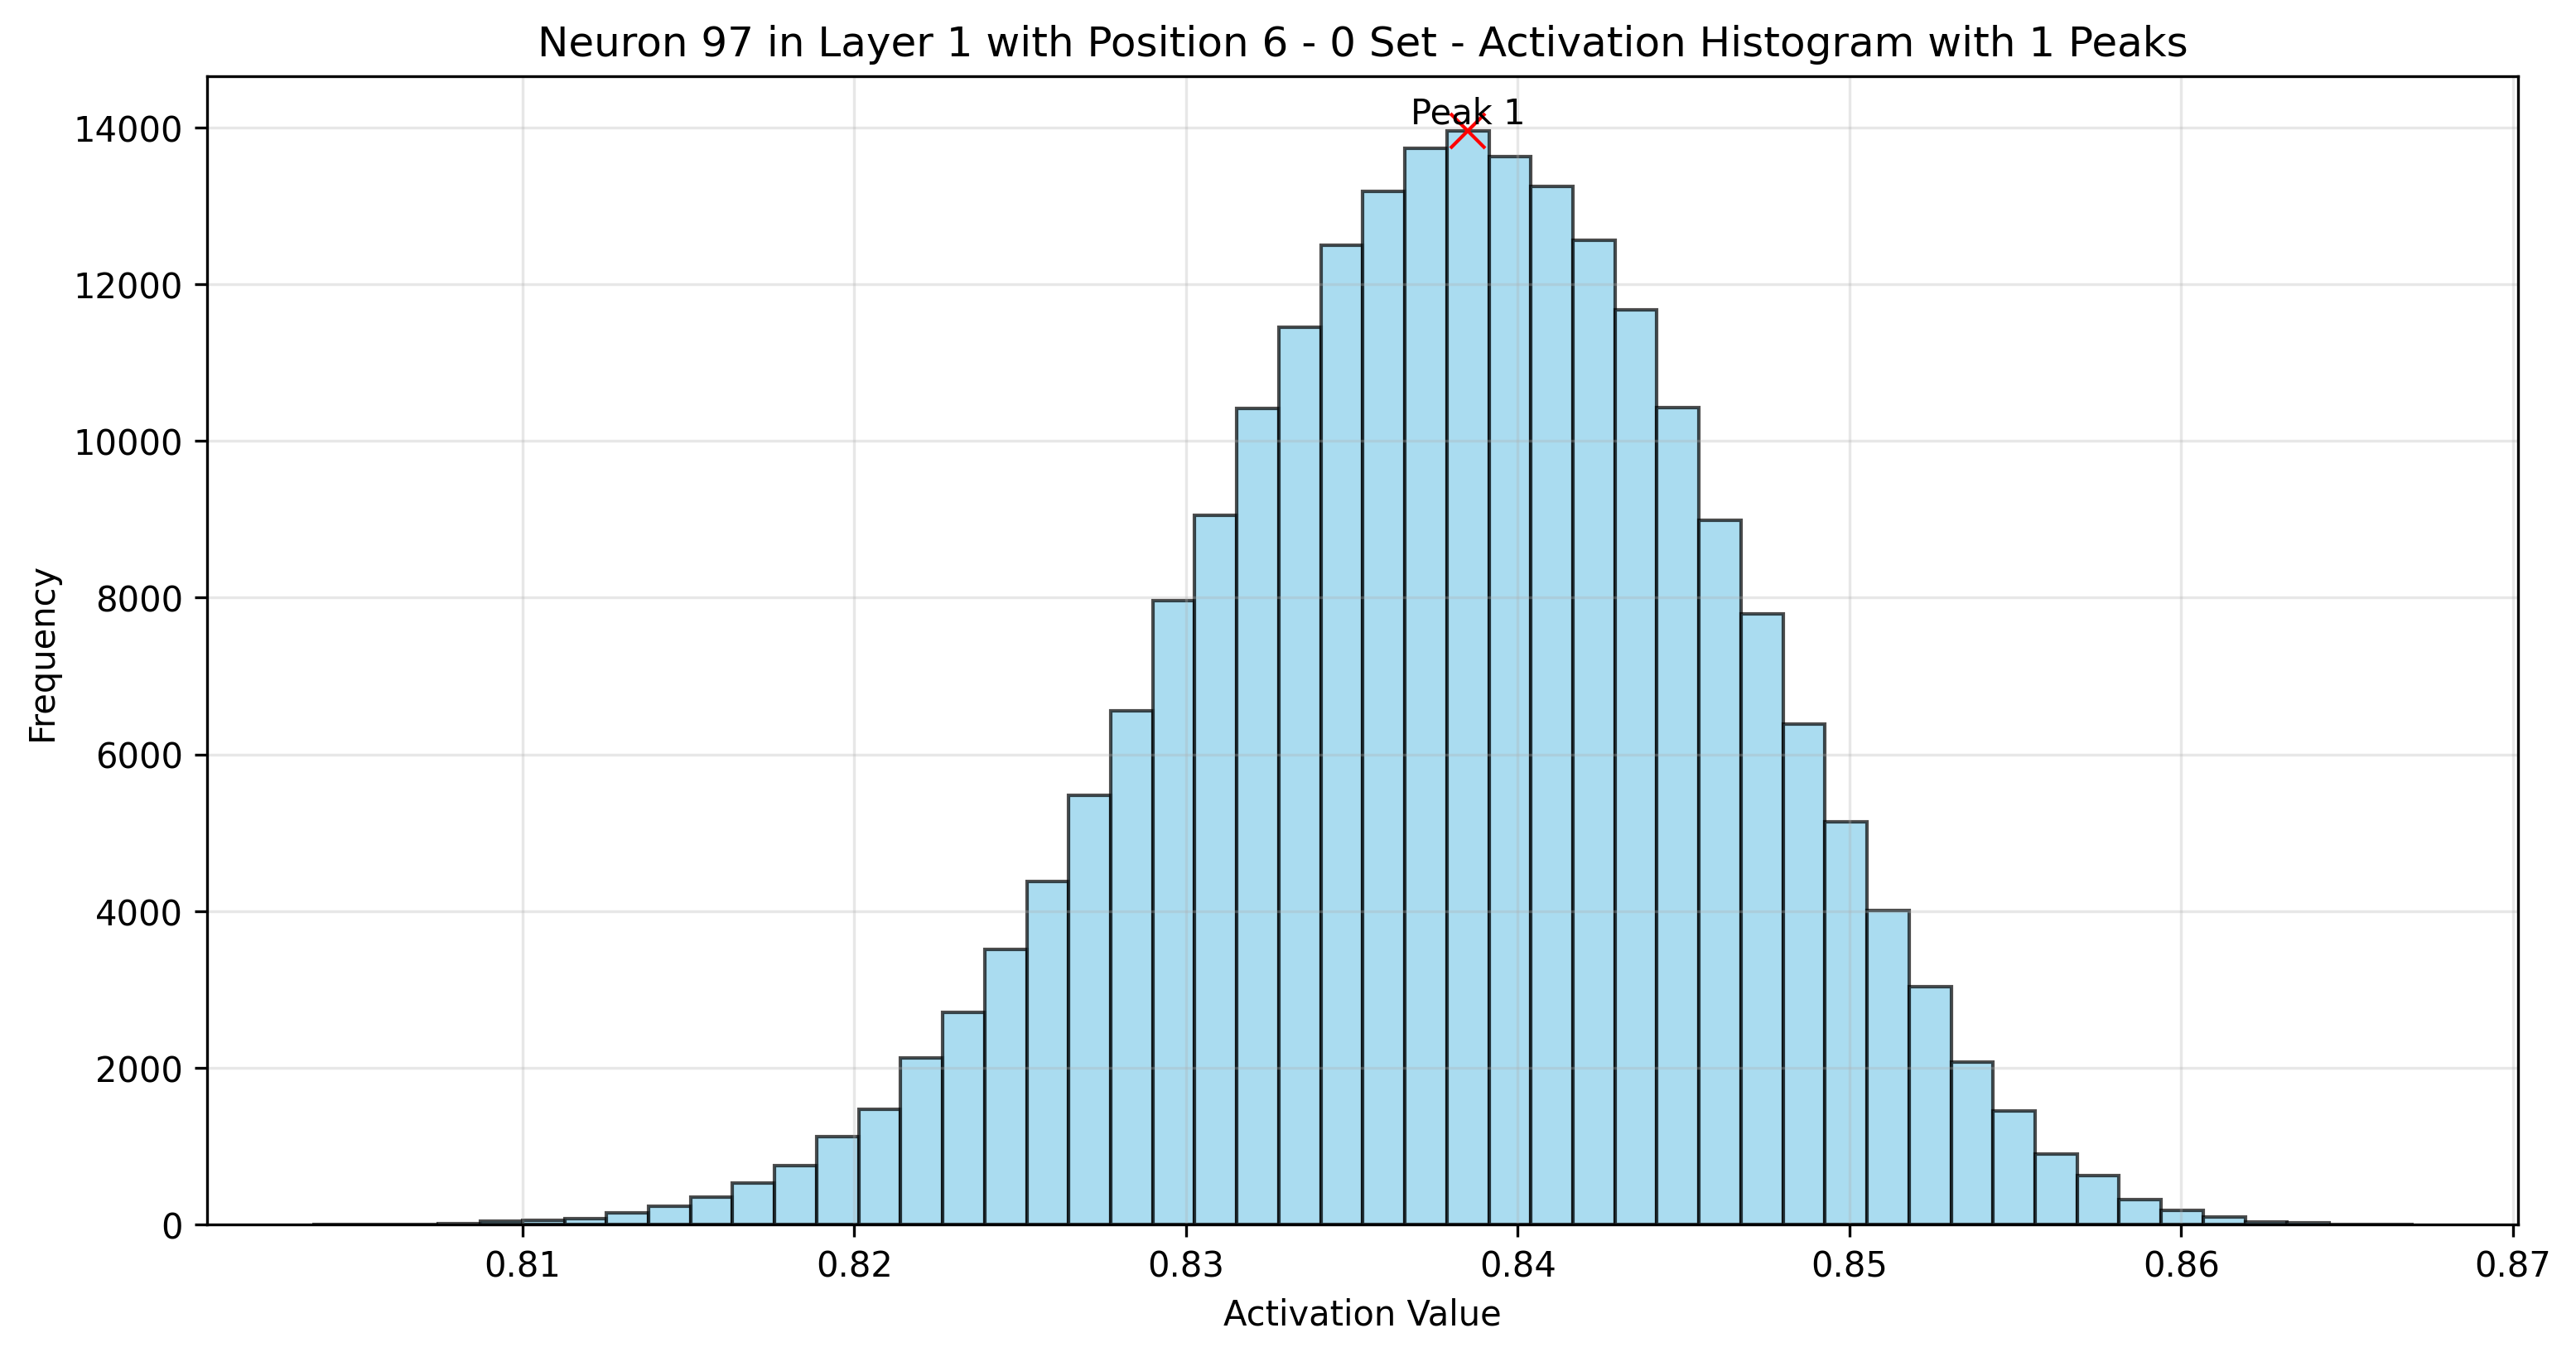 Neuron 97 in Layer 1 with Position 6 - 0 Set - Activation Histogram with 1 Peaks
Peak 1
14000
12000
10000
8000
6000
4000
2000
0
Frequency
0.81 0.82 0.83 0.84 0.85 0.86 0.87
Activation Value